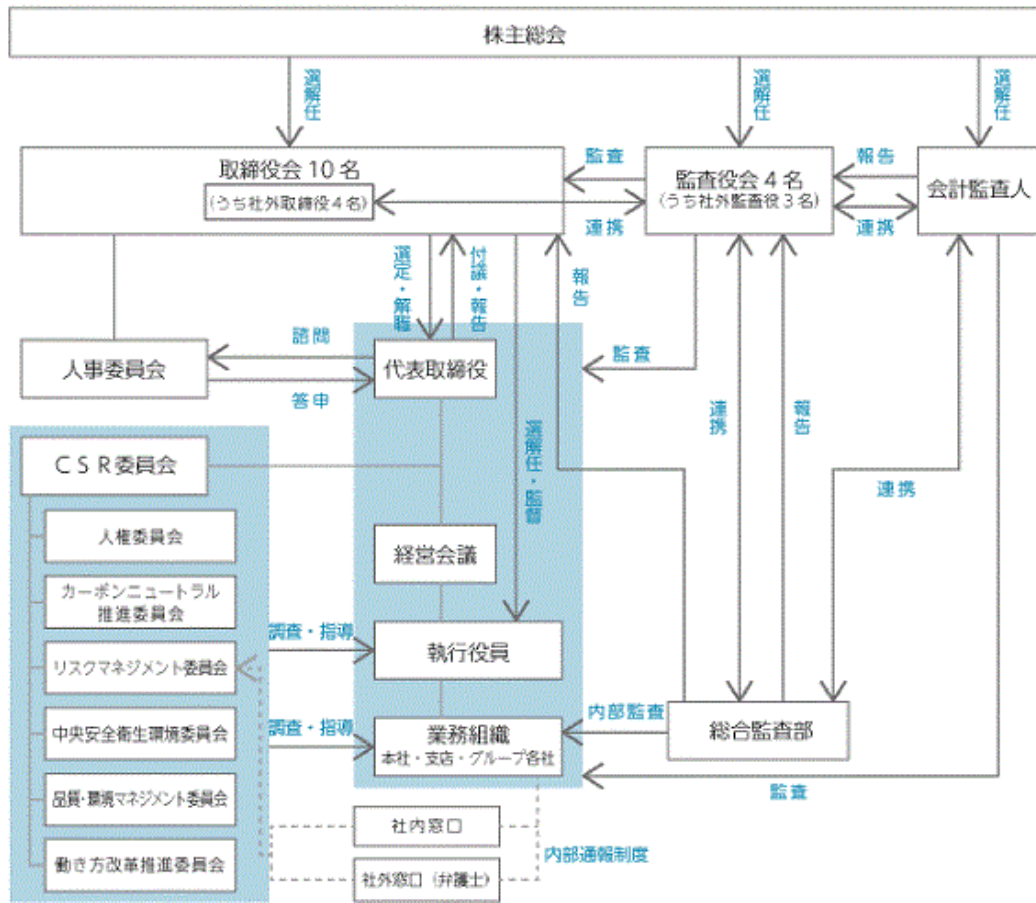 株主総会
選解任
選解任
選解任
取締役会 10 名
(うち社外取締役 4 名)
監査
連携
監査役会 4 名
(うち社外監査役 3 名)
報告
連携
会計監査人
選定・解職
付議・報告
報告
人事委員会
諮問
答申
代表取締役
監査
選解任・監督
連携
報告
連携
CSR委員会
人権委員会
カーボンニュートラル
推進委員会
リスクマネジメント委員会
中央安全衛生環境委員会
品質・環境マネジメント委員会
働き方改革推進委員会
経営会議
調査・指導
執行役員
調査・指導
業務組織
本社・支店・グループ各社
内部監査
総合監査部
監査
社内窓口
社外窓口 (弁護士)
内部通報制度